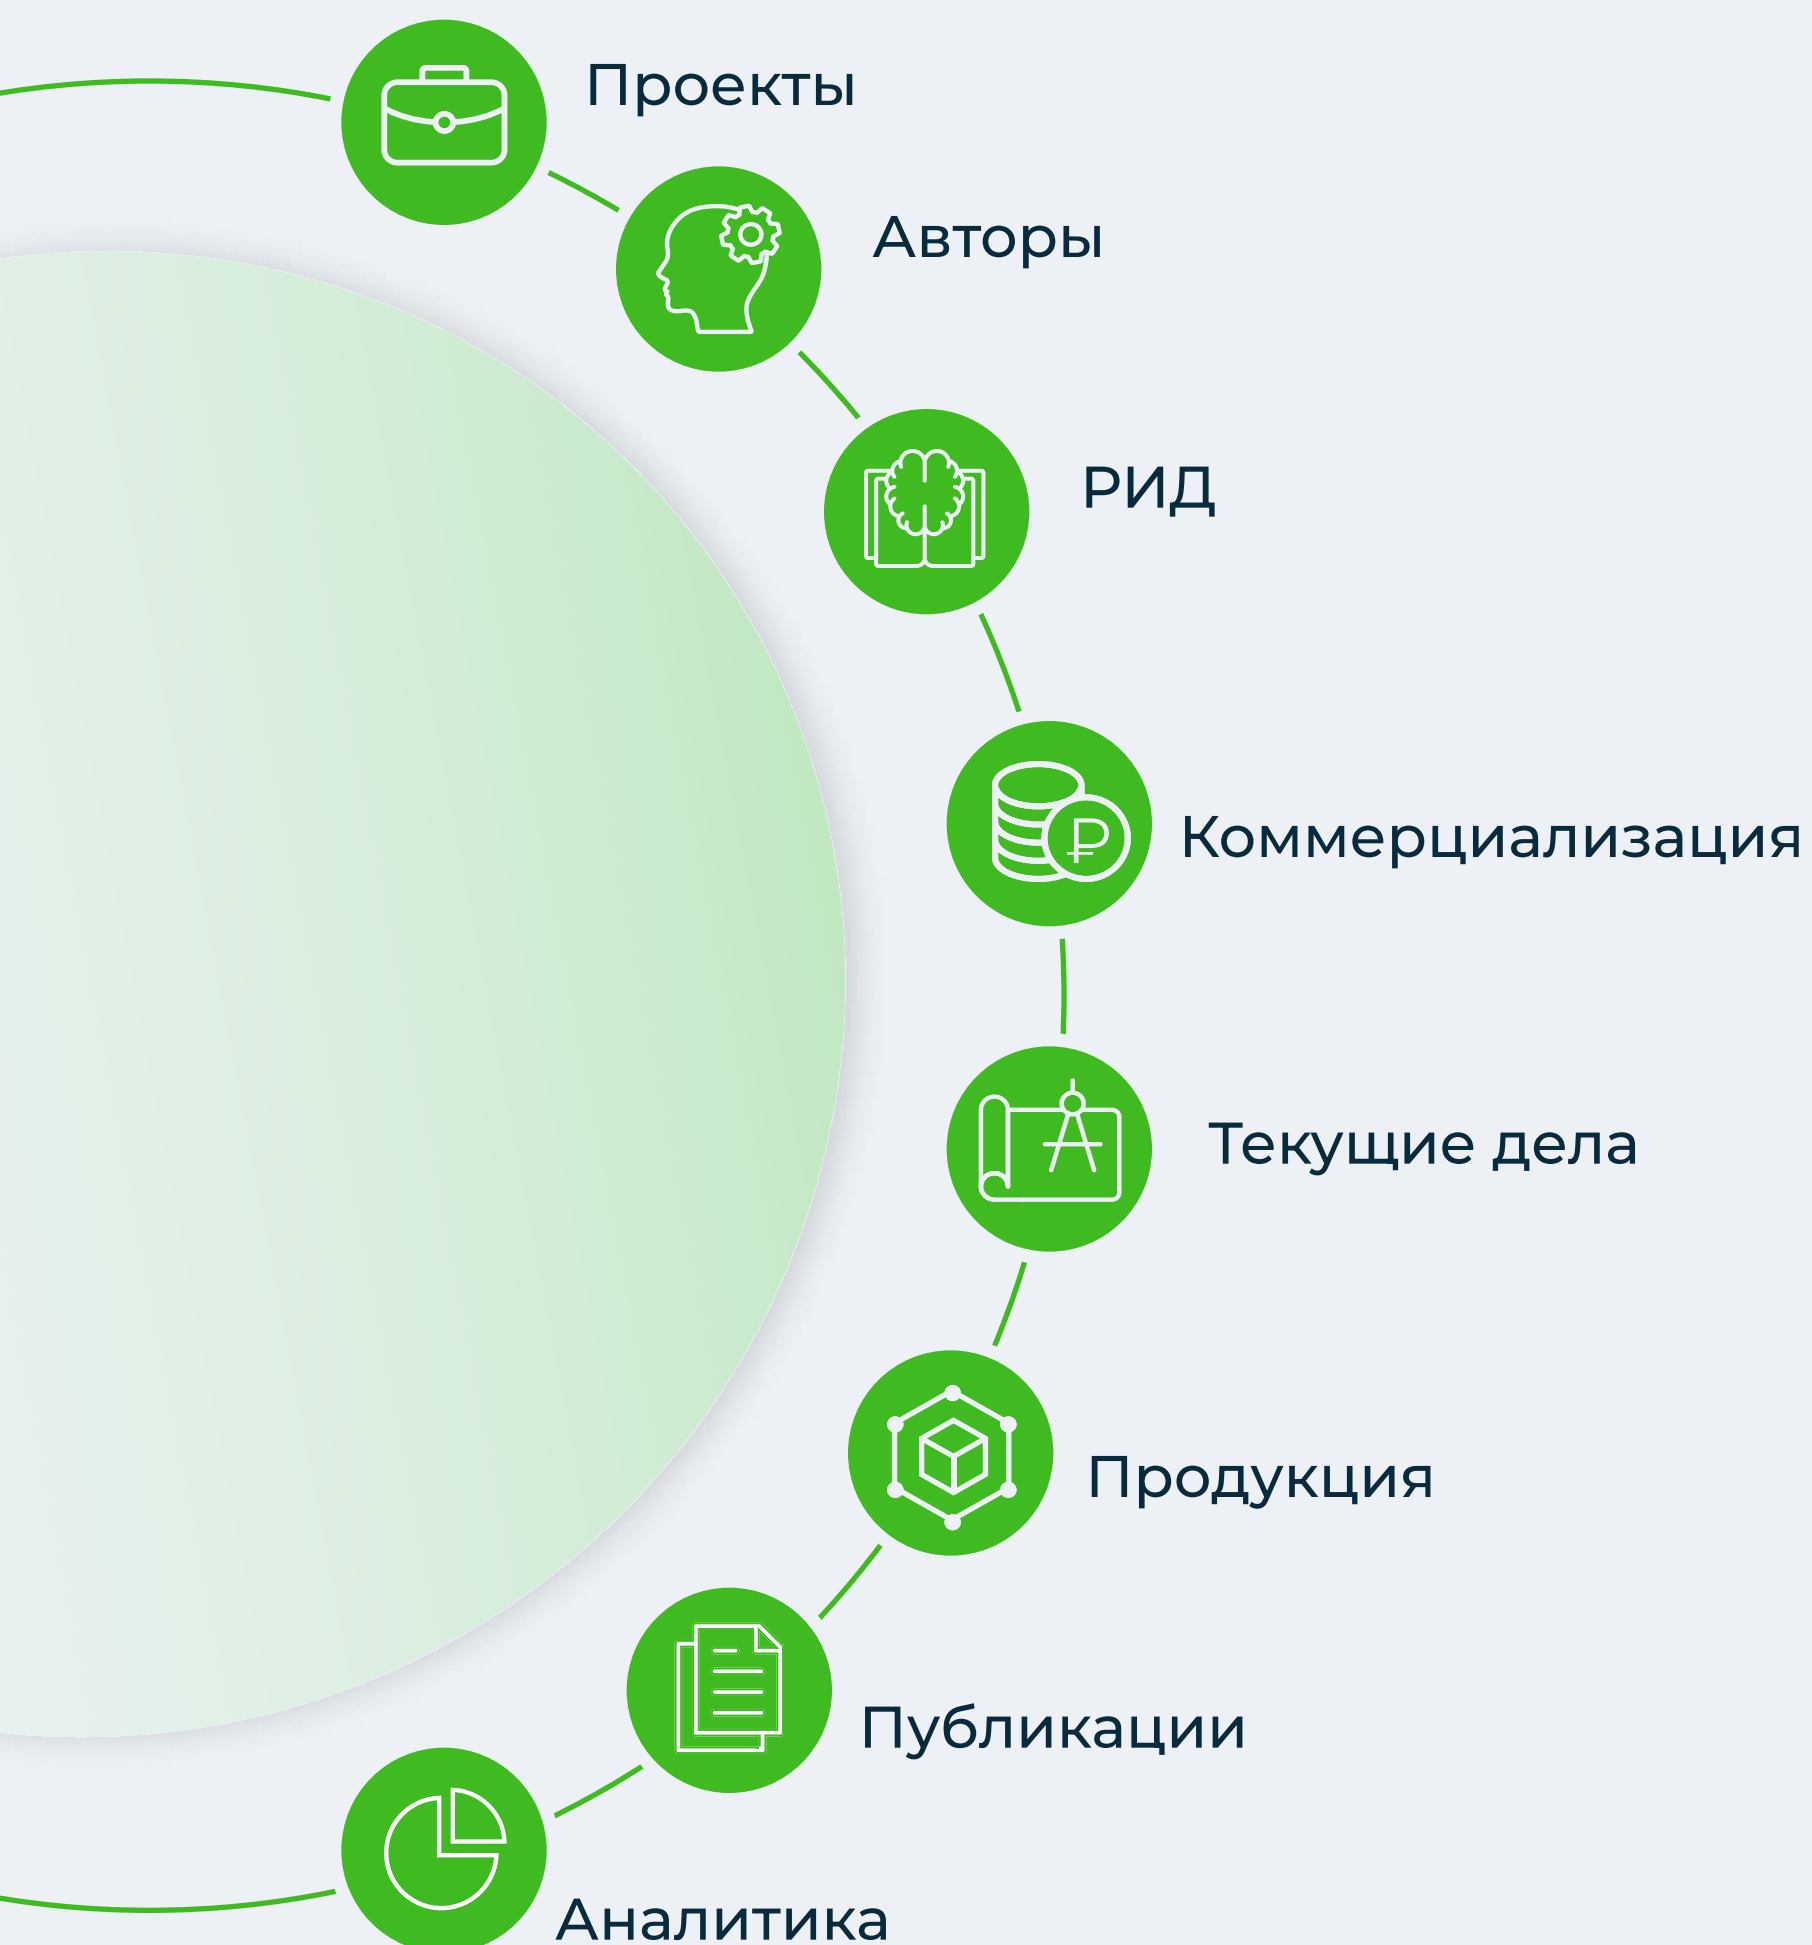 Проекты
Авторы
РИД
Коммерциализация
Текущие дела
Продукция
Публикации
Аналитика